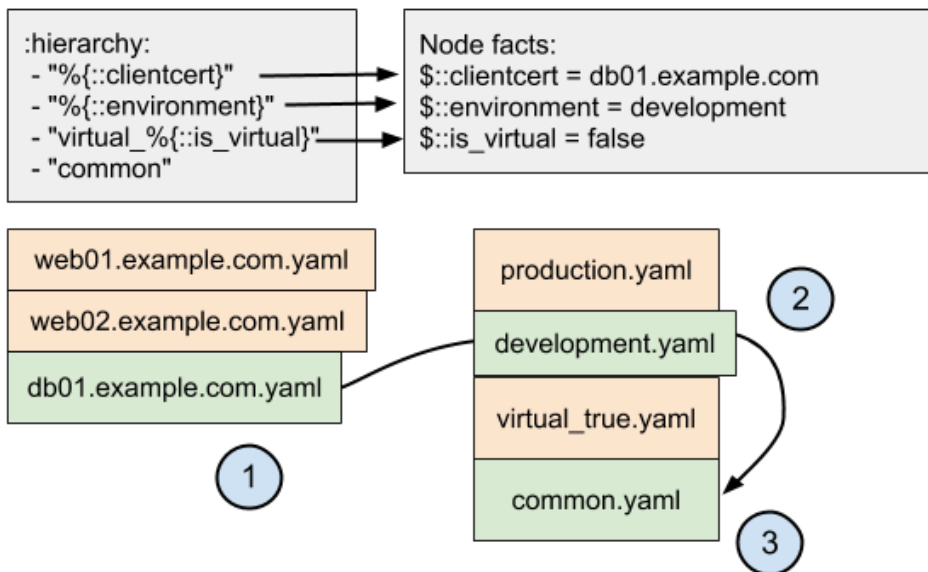 :hierarchy:
- "%{::clientcert}"
- "%{::environment}"
- "virtual_%{::is_virtual}"
- "common"
Node facts:
$::clientcert = db01.example.com
$::environment = development
$::is_virtual = false
web01.example.com.yaml
web02.example.com.yaml
db01.example.com.yaml
1
production.yaml
2
development.yaml
virtual_true.yaml
common.yaml
3